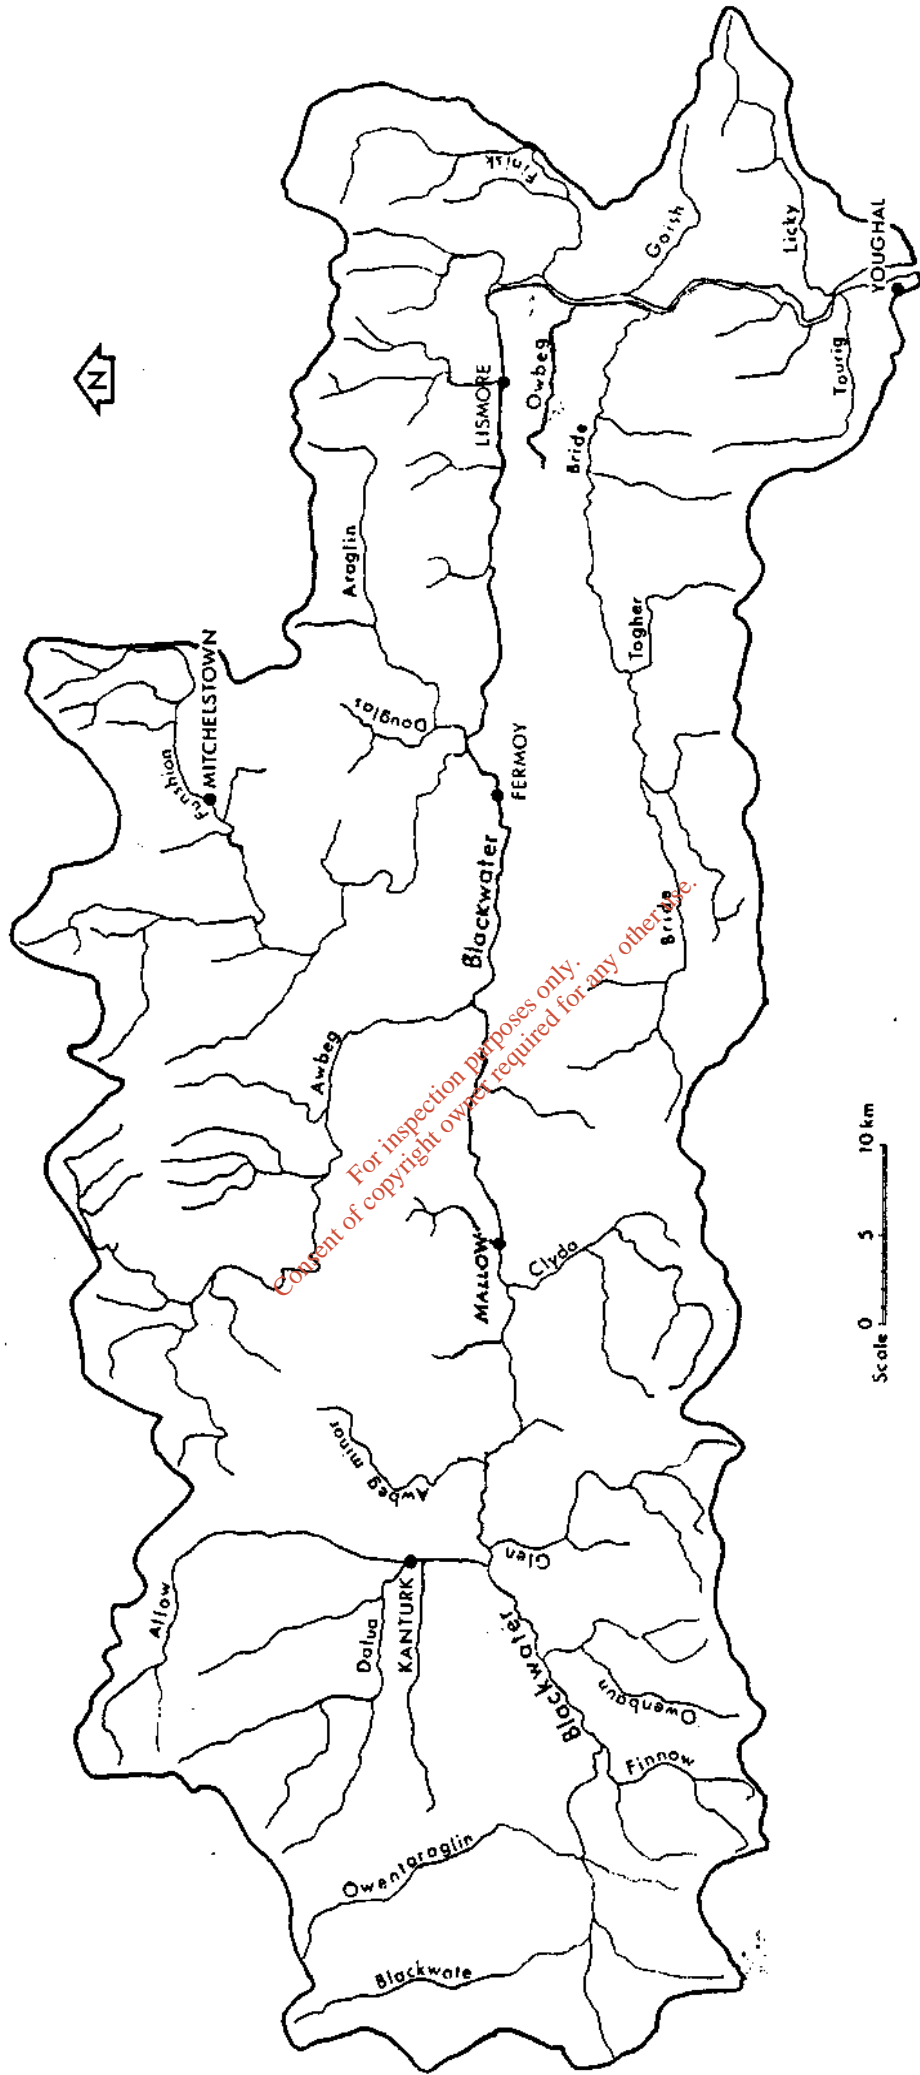 N
Allow
Dalua
KANTURK
Owentaraglin
Blackwate
Blackwater
Finnow
Owenbaun
Glen
Awbeg minor
MALLOW
Clyda
Awbeg
Blackwater
FERMOY
Funshion
MITCHELSTOWN
Douglas
Araglin
LISMORE
Owbeg
Bride
Togher
Bride
Finisk
Goish
Licky
Tourig
YOUGHAL
Scale 0 5 10 km
For inspection purposes only.
Consent of copyright owner required for any other use.